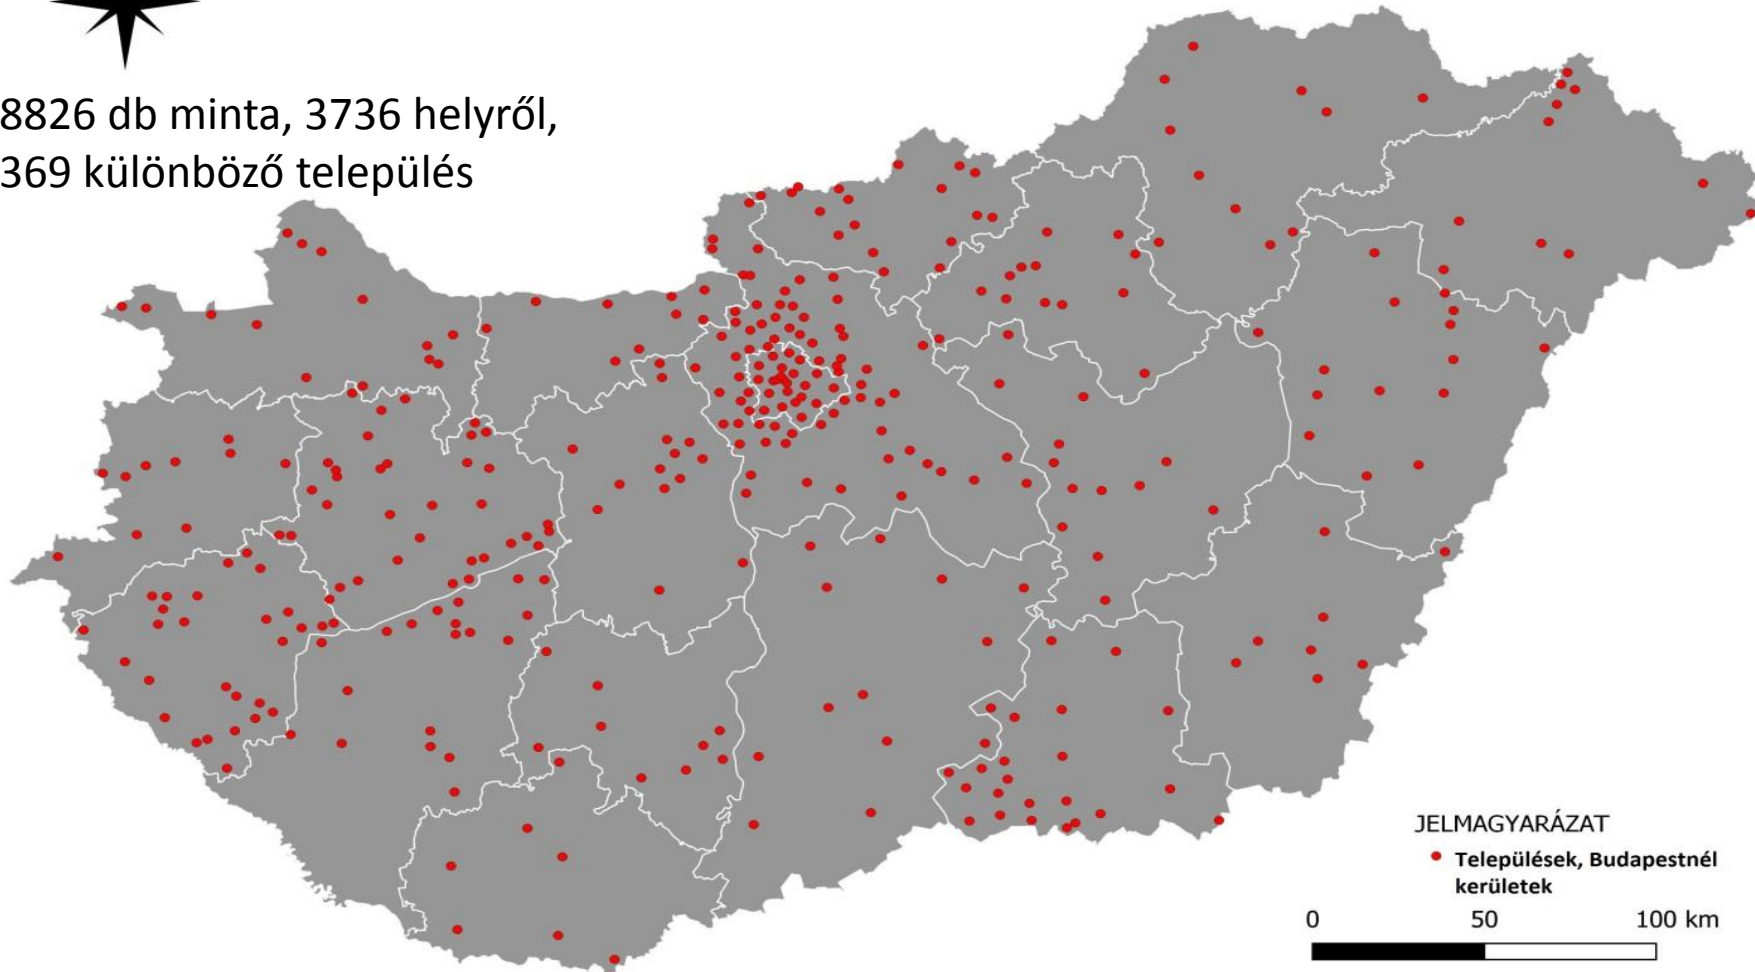 8826 db minta, 3736 helyről,
369 különböző település
JELMAGYARÁZAT
Települések, Budapestnél
kerületek
0 50 100 km